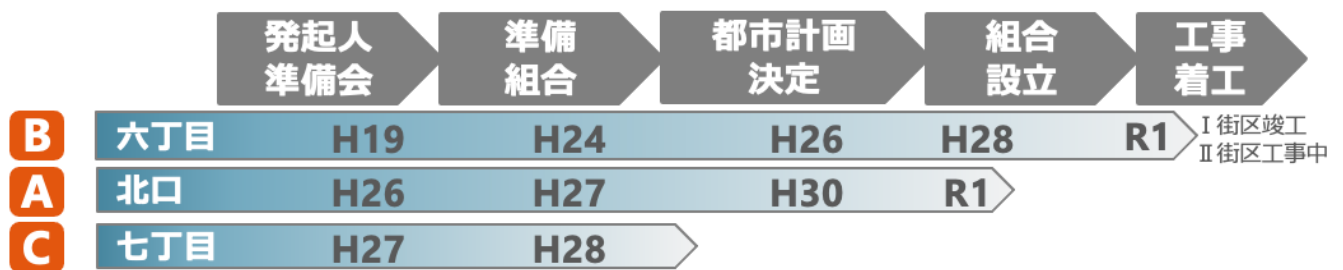 発起人
準備会
準備
組合
都市計画
決定
組合
設立
工事
着工
B 六丁目 H19 H24 H26 H28 R1
Ⅰ街区竣工
Ⅱ街区工事中
A 北口 H26 H27 H30 R1
C 七丁目 H27 H28